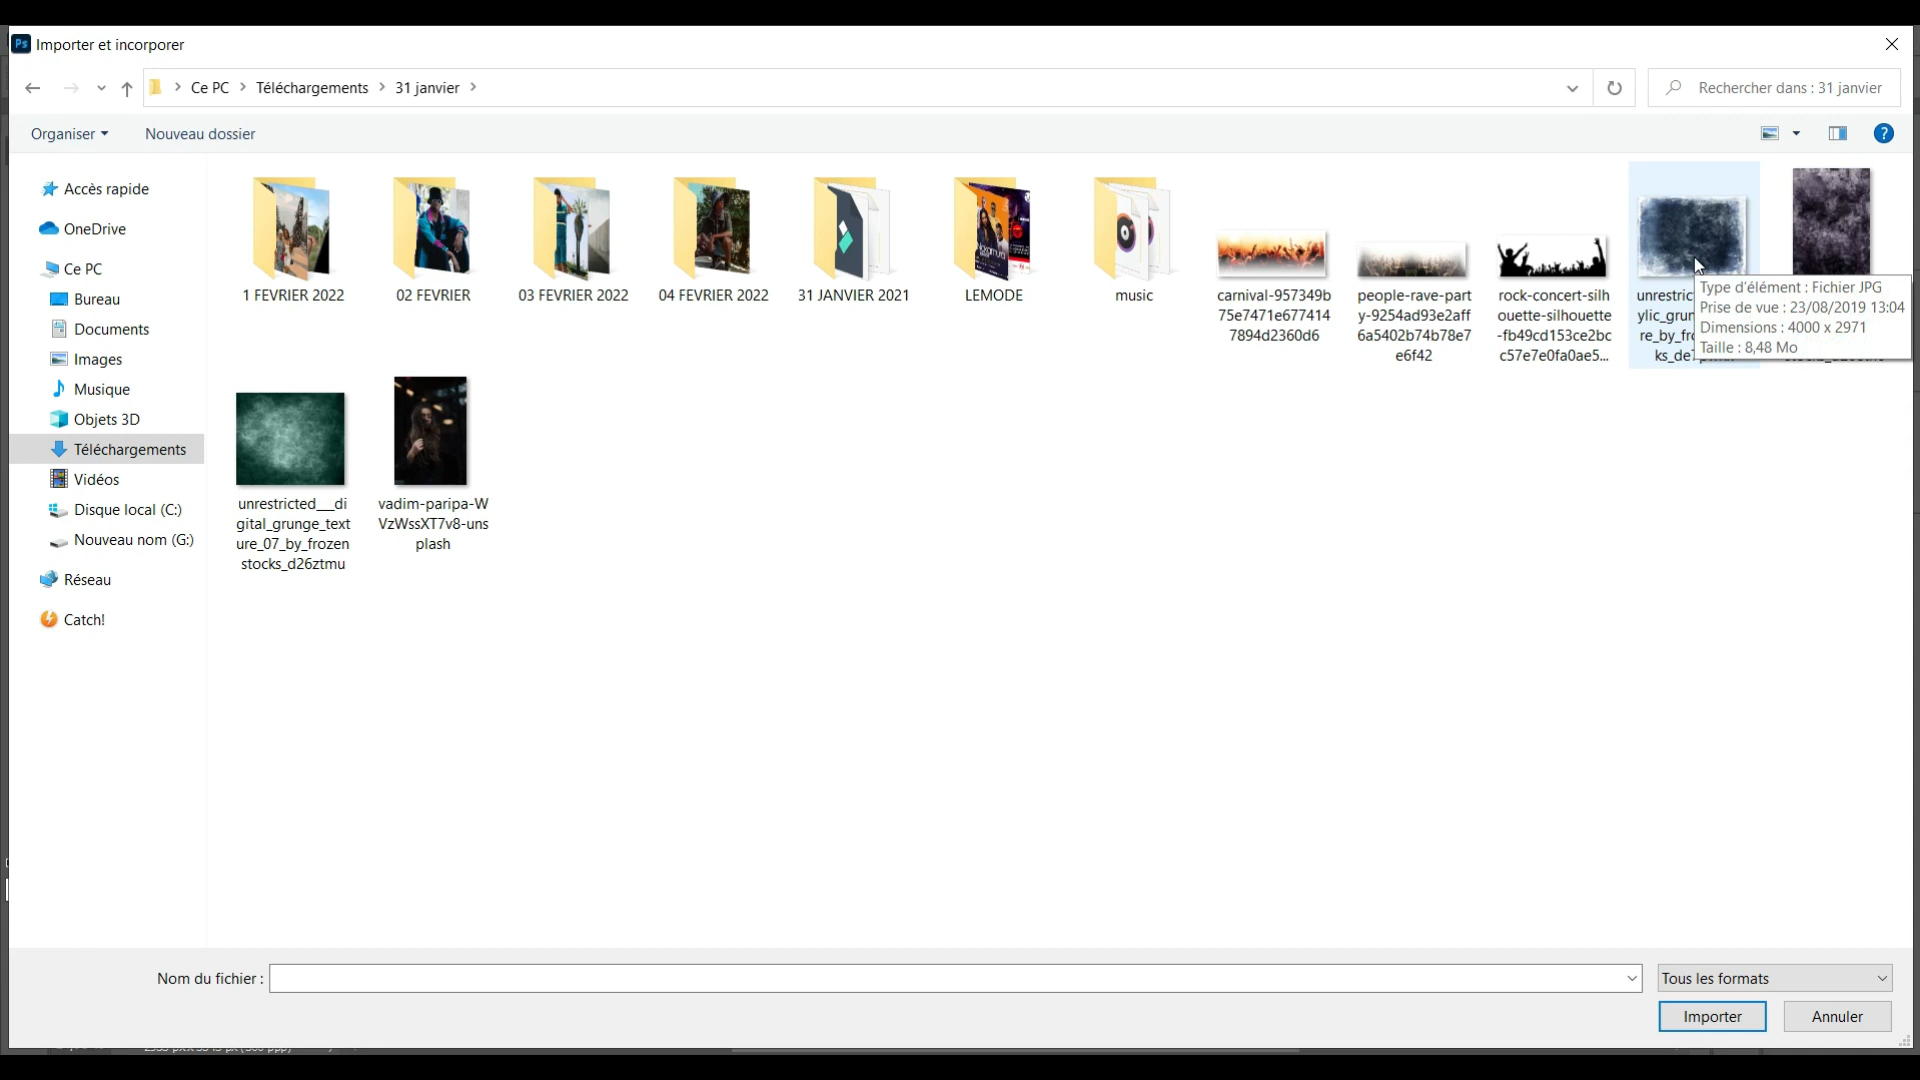 Ps Importer et incorporer
Ce PC Téléchargements 31 janvier
Rechercher dans : 31 janvier
Organiser Nouveau dossier
Accès rapide
OneDrive
Ce PC
Bureau
Documents
Images
Musique
Objets 3D
Téléchargements
Vidéos
Disque local (C:)
Nouveau nom (G:)
Réseau
Catch!
1 FEVRIER 2022
02 FEVRIER
03 FEVRIER 2022
04 FEVRIER 2022
31 JANVIER 2021
LEMODE
music
carnival-957349b
75e7471e677414
7894d2360d6
people-rave-part
y-9254ad93e2aff
6a5402b74b78e7
e6f42
rock-concert-silh
ouette-silhouette
-fb49cd153ce2bc
c57e7e0fa0ae5...
unrestric
ylic_grun
re_by_fr
ks_de
Type d'élément : Fichier JPG
Prise de vue : 23/08/2019 13:04
Dimensions : 4000 x 2971
Taille : 8,48 Mo
unrestricted__di
gital_grunge_text
ure_07_by_frozen
stocks_d26ztmu
vadim-paripa-W
VzWssXT7v8-uns
plash
Nom du fichier :
Tous les formats
Importer Annuler